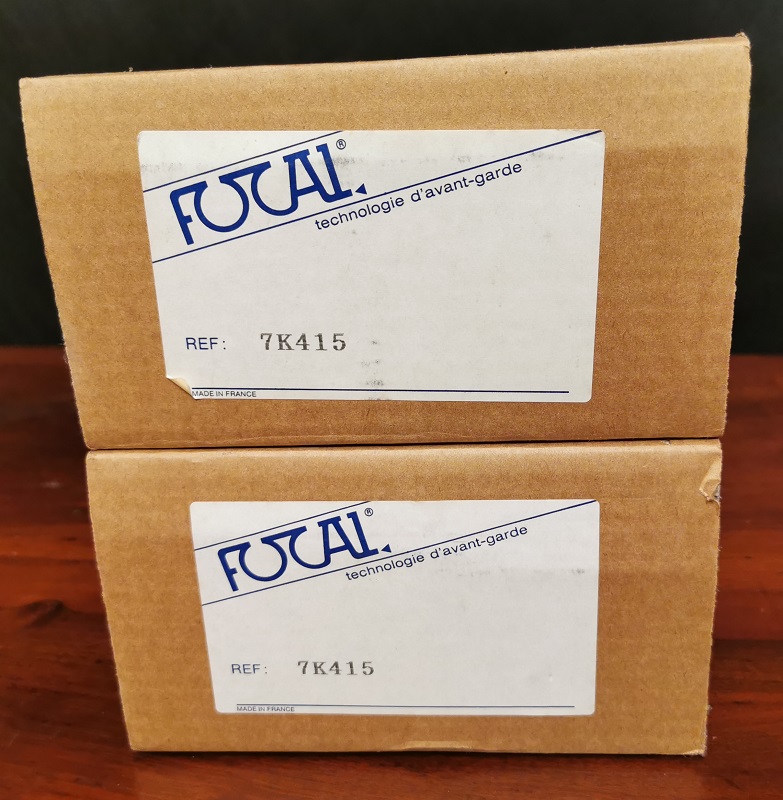 FOCAL®
technologie d'avant-garde
REF: 7K415
MADE IN FRANCE
FOCAL®
technologie d'avant-garde
REF: 7K415
MADE IN FRANCE